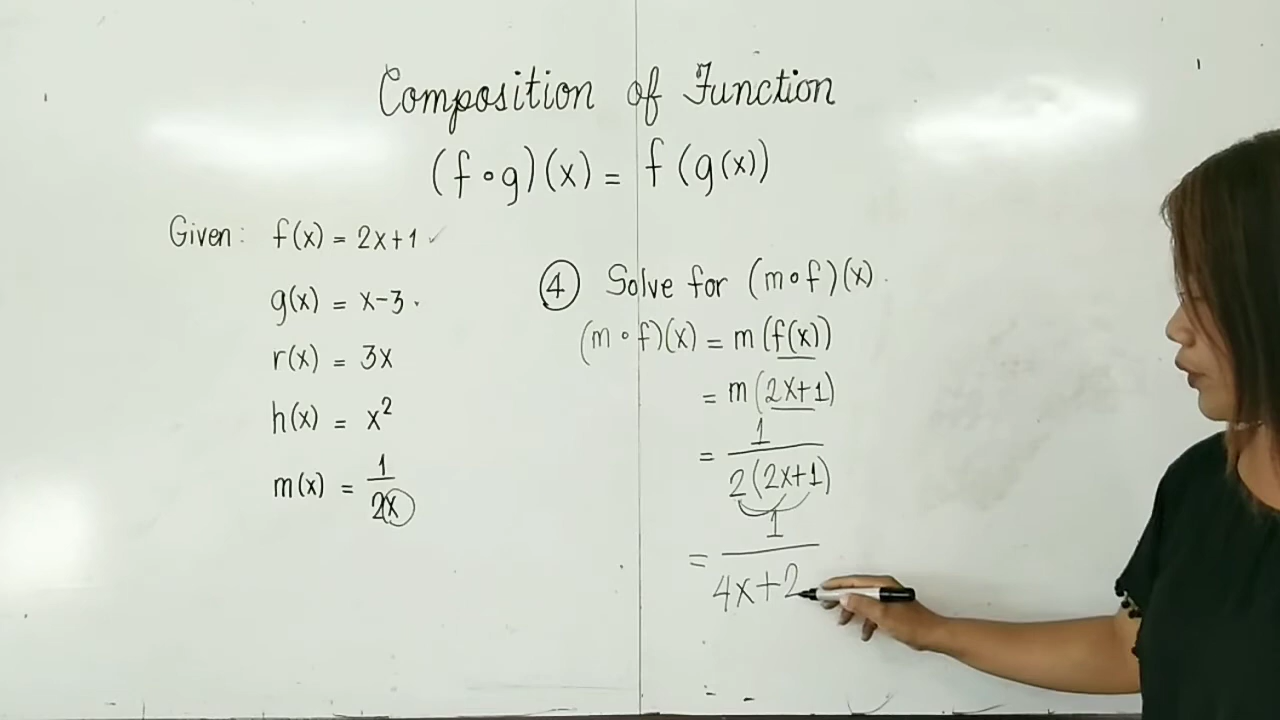 Composition of Function
(f∘g)(x) = f(g(x))
Given: f(x) = 2x+1 ✓
g(x) = x-3 .
r(x) = 3x
h(x) = x²
m(x) = 1/2x
④ Solve for (m∘f)(x).
(m∘f)(x) = m(f(x))
= m(2x+1)
= 1/2(2x+1)
= 1/4x+2